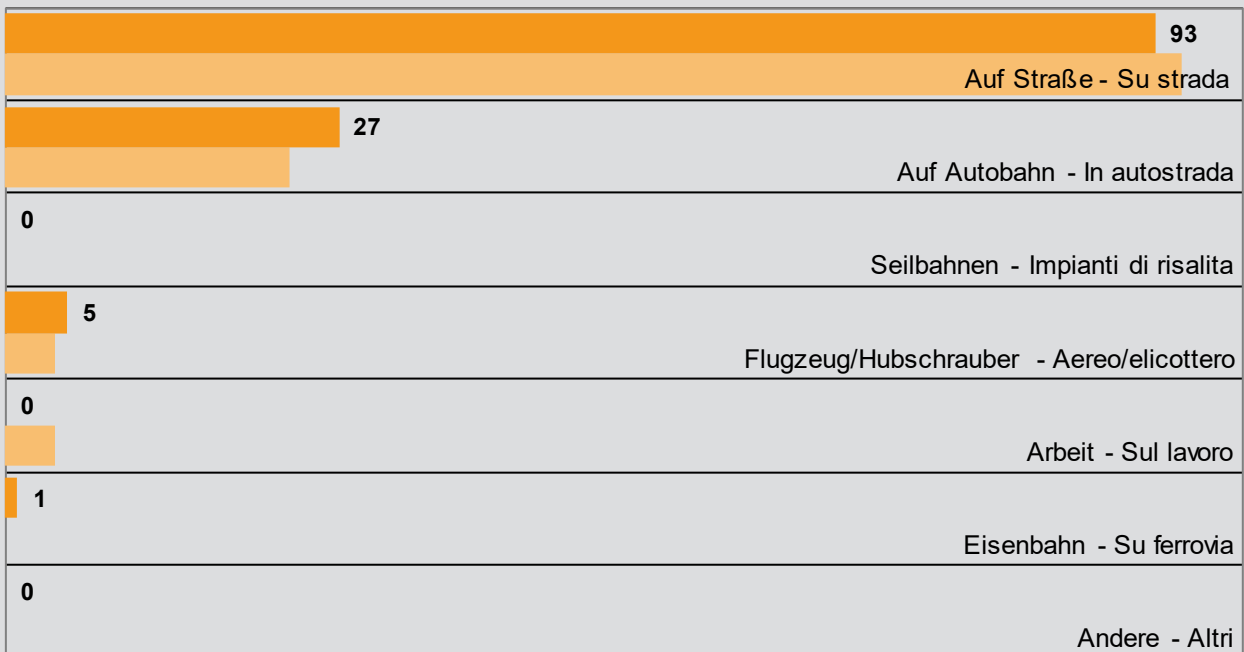 93
Auf Straße - Su strada
27
Auf Autobahn - In autostrada
0
Seilbahnen - Impianti di risalita
5
Flugzeug/Hubschrauber - Aereo/elicottero
0
Arbeit - Sul lavoro
1
Eisenbahn - Su ferrovia
0
Andere - Altri